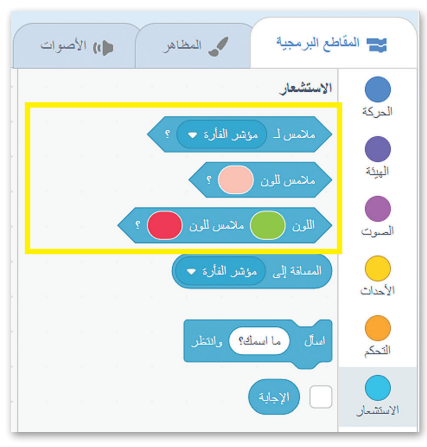 المقاطع البرمجية
المظاهر
الأصوات
الاستشعار
ملامس لـ مؤشر الفأرة ؟
ملامس للون ؟
اللون ملامس للون ؟
المسافة إلى مؤشر الفأرة
اسأل ما اسمك؟ وانتظر
الإجابة
الحركة
الهيئة
الصوت
الأحداث
التحكم
الاستشعار